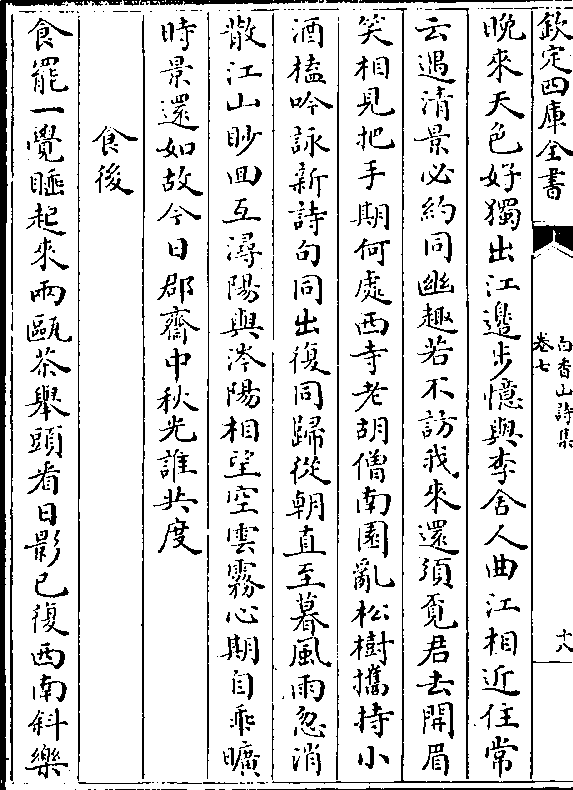 欽定四庫全書
白香山詩集
卷七
十八
晩來天色好獨出江邊步憶與李舍人曲江相近住常
云遇清景必約同幽趣若不訪我來還須覓君去開眉
笑相見把手期何處西寺老胡僧南園亂松樹攜持小
酒榼吟詠新詩句同出復同歸從朝直至暮風雨忽消
散江山眇回互潯陽與涔陽相望空雲霧心期自乖曠
時景還如故今日郡齋中秋光誰共度
食後
食罷一覺睡起來兩甌茶舉頭看日影已復西南斜樂